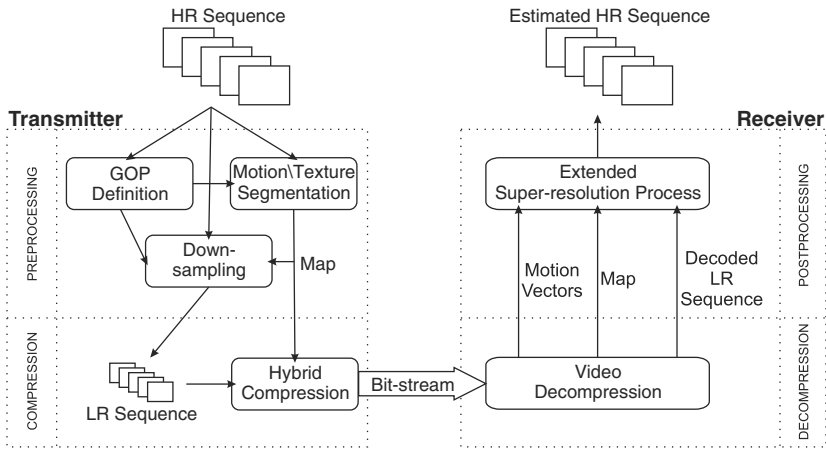 HR Sequence
Estimated HR Sequence
Transmitter
Receiver
PREPROCESSING
GOP
Definition
Motion\Texture
Segmentation
Down-
sampling
Map
Extended
Super-resolution Process
Motion
Vectors
Map
Decoded
LR
Sequence
POSTPROCESSING
COMPRESSION
LR Sequence
Hybrid
Compression
Bit-stream
Video
Decompression
DECOMPRESSION